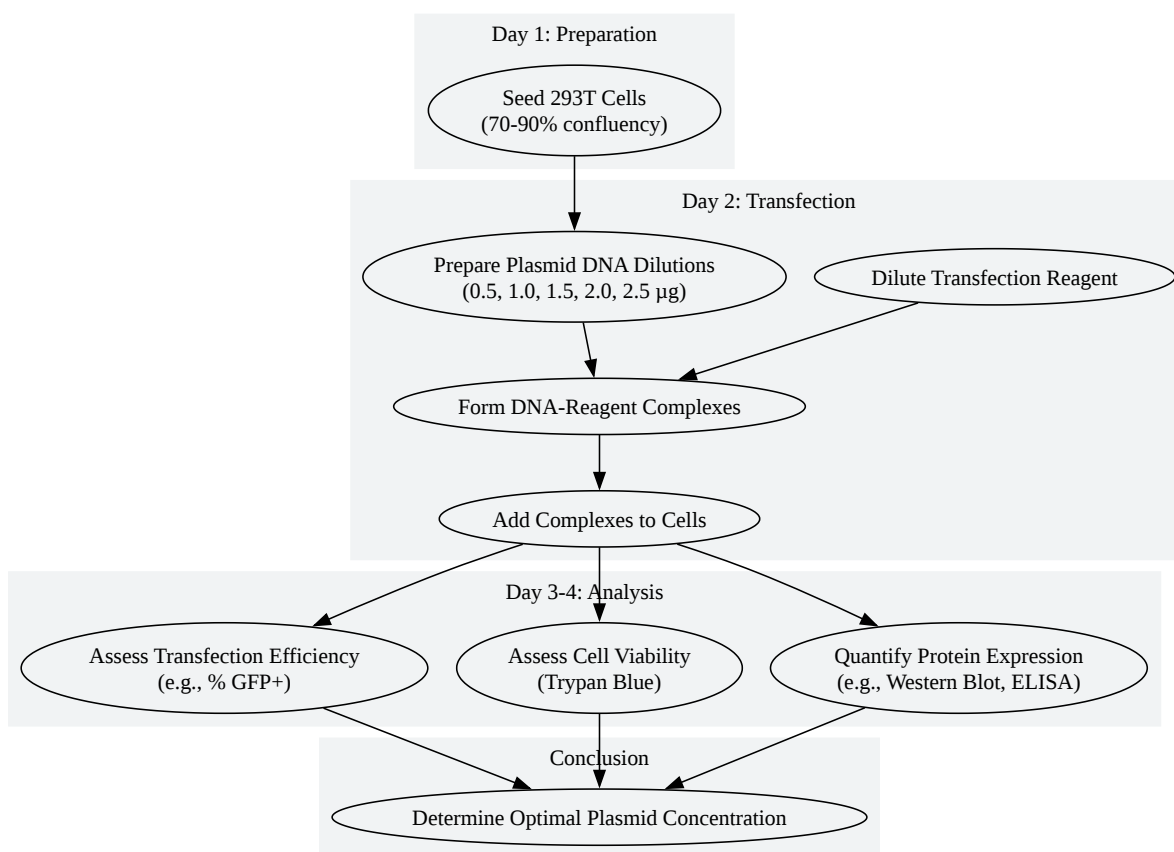 Day 1: Preparation
Seed 293T Cells
(70-90% confluency)
Day 2: Transfection
Prepare Plasmid DNA Dilutions
(0.5, 1.0, 1.5, 2.0, 2.5 µg)
Dilute Transfection Reagent
Form DNA-Reagent Complexes
Add Complexes to Cells
Day 3-4: Analysis
Assess Transfection Efficiency
(e.g., % GFP+)
Assess Cell Viability
(Trypan Blue)
Quantify Protein Expression
(e.g., Western Blot, ELISA)
Conclusion
Determine Optimal Plasmid Concentration